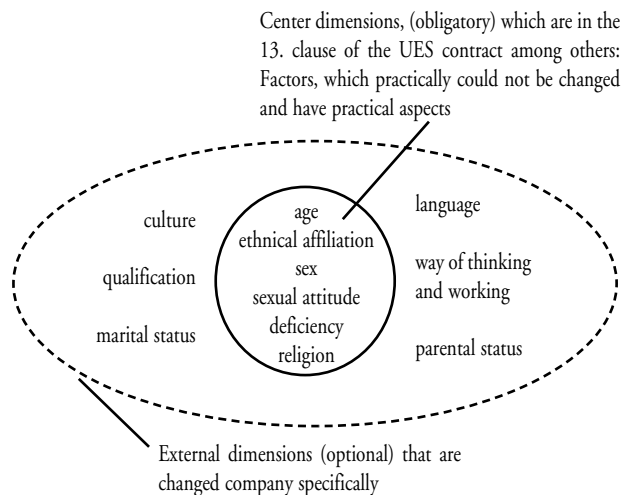 Center dimensions, (obligatory) which are in the
13. clause of the UES contract among others:
Factors, which practically could not be changed
and have practical aspects
culture
qualification
marital status
age
ethnical affiliation
sex
sexual attitude
deficiency
religion
language
way of thinking
and working
parental status
External dimensions (optional) that are
changed company specifically